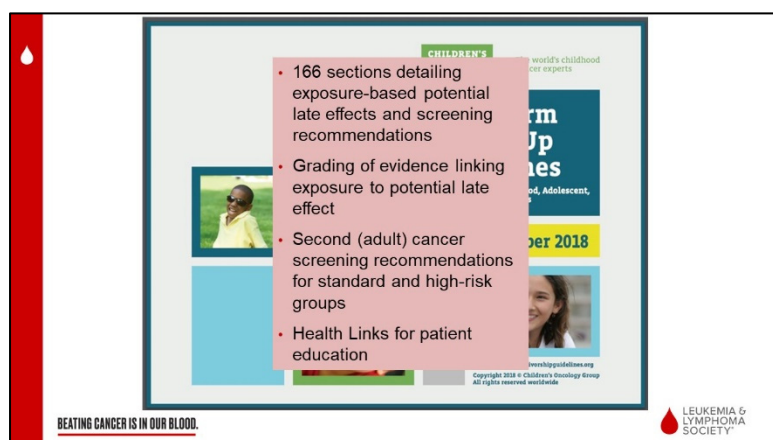 CHILDREN'S
world's childhood
cer experts
• 166 sections detailing
exposure-based potential
late effects and screening
recommendations
• Grading of evidence linking
exposure to potential late
effect
• Second (adult) cancer
screening recommendations
for standard and high-risk
groups
• Health Links for patient
education
rm
Up
nes
od, Adolescent,
ber 2018
ivorshipguidelines.org
Copyright 2018 © Children's Oncology Group
All rights reserved worldwide
BEATING CANCER IS IN OUR BLOOD.
LEUKEMIA &
LYMPHOMA
SOCIETY